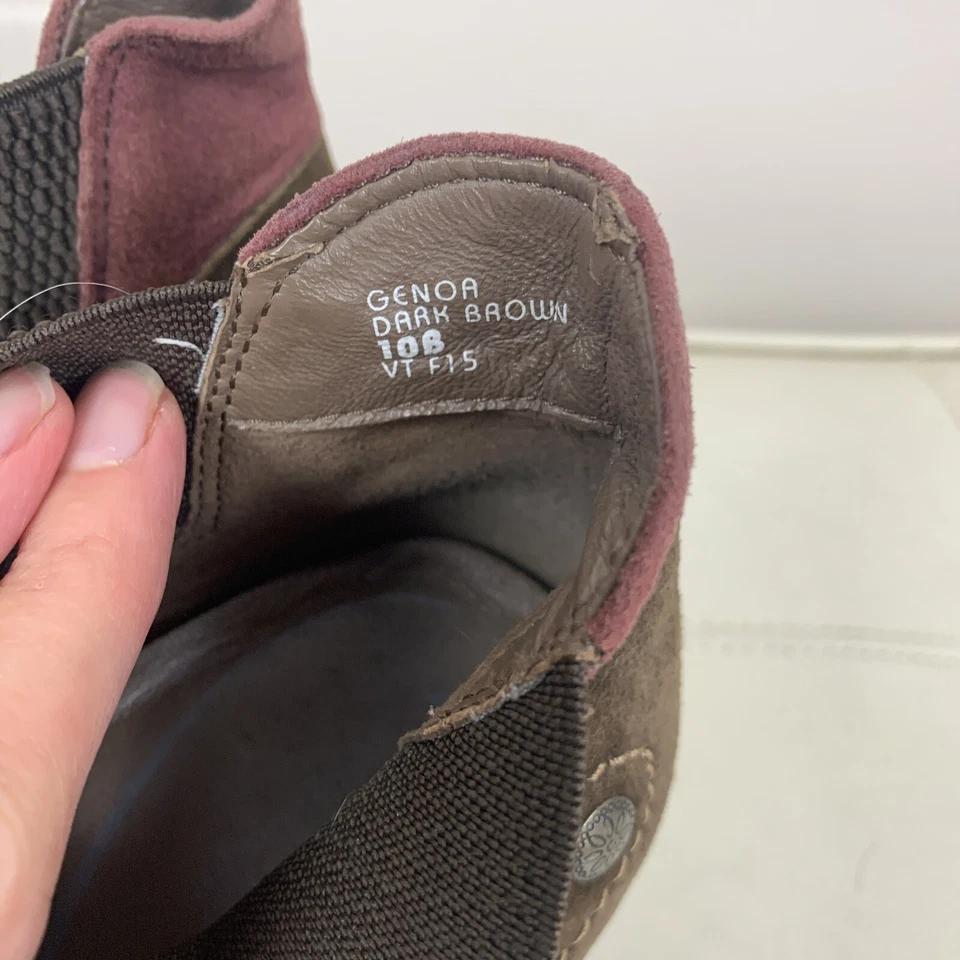 GENOA
DARK BROWN
10B
VT F15